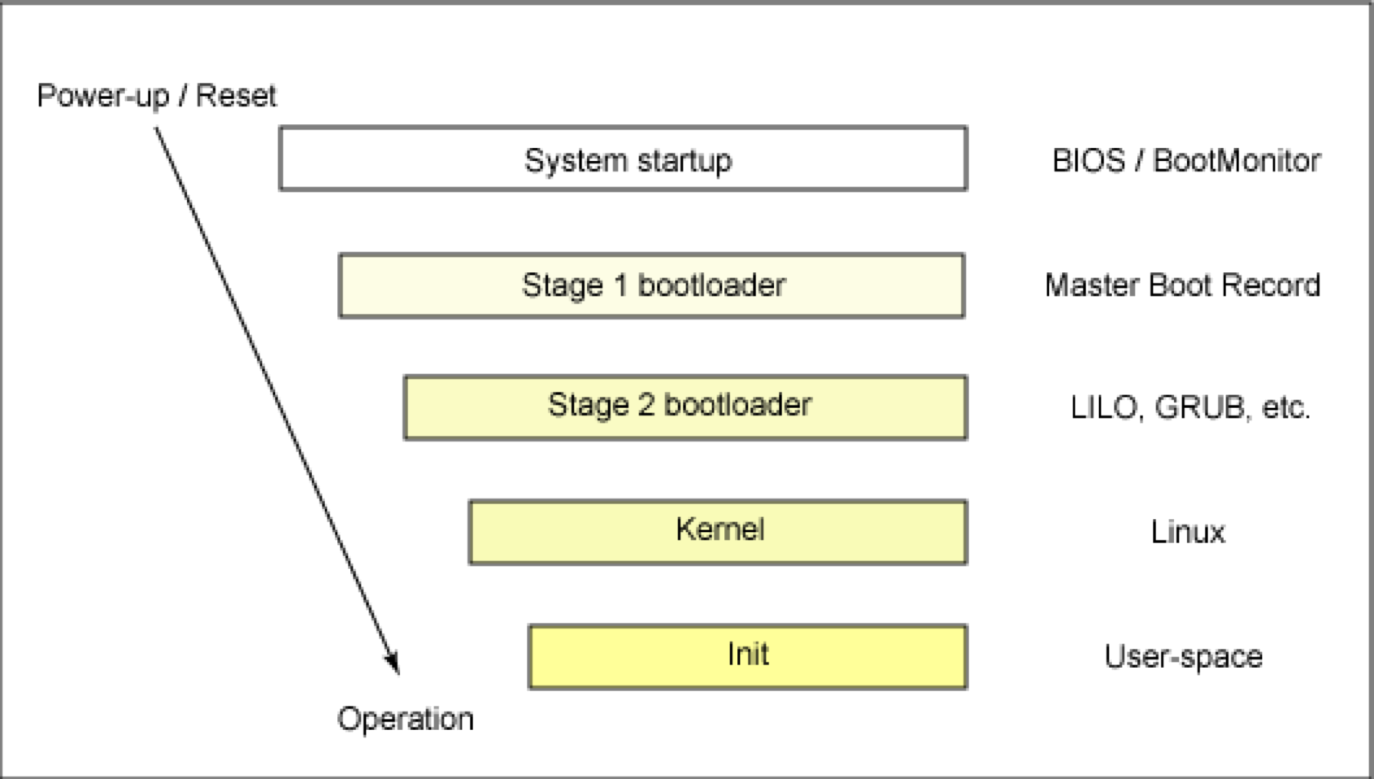 Power-up / Reset
System startup
BIOS / BootMonitor
Stage 1 bootloader
Master Boot Record
Stage 2 bootloader
LILO, GRUB, etc.
Kernel
Linux
Init
User-space
Operation